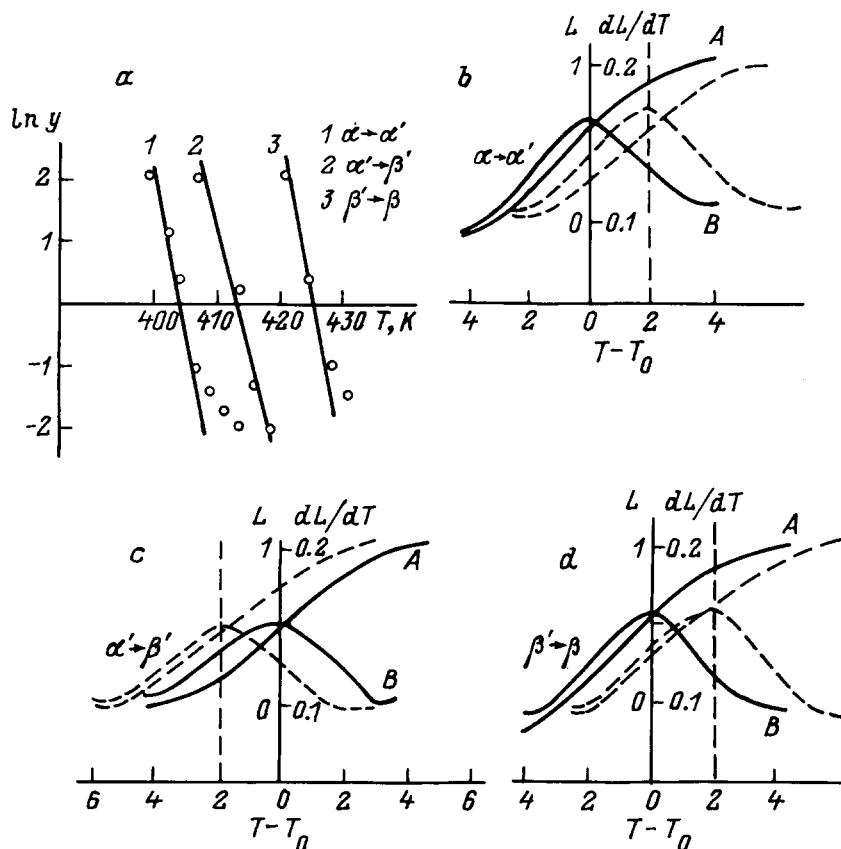 a
ln y
1 2 3
1 α→α'
2 α'→β'
3 β'→β
2
1
400 410 420 430 T, K
-1
-2
b
L dL/dT
A
1 0.2
α→α'
0 0.1
B
4 2 0 2 4
T-T₀
c
L dL/dT
1 0.2
A
α'→β'
0 0.1
B
6 4 2 0 2 4 6
T-T₀
d
L dL/dT
A
1 0.2
β'→β
0 0.1
B
4 2 0 2 4 6
T-T₀